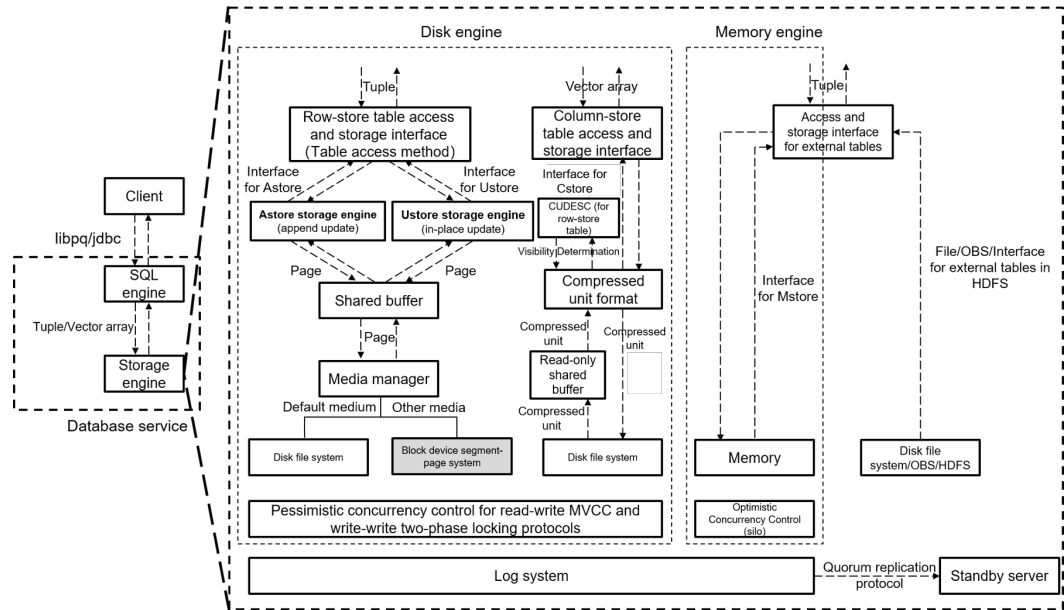 Disk engine
Memory engine
Tuple
Vector array
Tuple
Row-store table access
and storage interface
(Table access method)
Column-store
table access and
storage interface
Access and
storage interface
for external tables
Interface
for Astore
Interface
for Ustore
Interface for
Cstore
Client
Astore storage engine
(append update)
Ustore storage engine
(in-place update)
CUDESC (for
row-store
table)
libpq/jdbc
Visibility Determination
File/OBS/Interface
for external tables in
HDFS
SQL
engine
Page
Page
Shared buffer
Compressed
unit format
Interface
for Mstore
Tuple/Vector array
Page
Compressed
unit
Compressed
unit
Storage
engine
Media manager
Read-only
shared
buffer
Default medium
Other media
Compressed
unit
Database service
Disk file system
Block device segment-
page system
Disk file system
Memory
Disk file
system/OBS/HDFS
Pessimistic concurrency control for read-write MVCC and
write-write two-phase locking protocols
Optimistic
Concurrency Control
(silo)
Log system
Quorum replication
protocol
Standby server